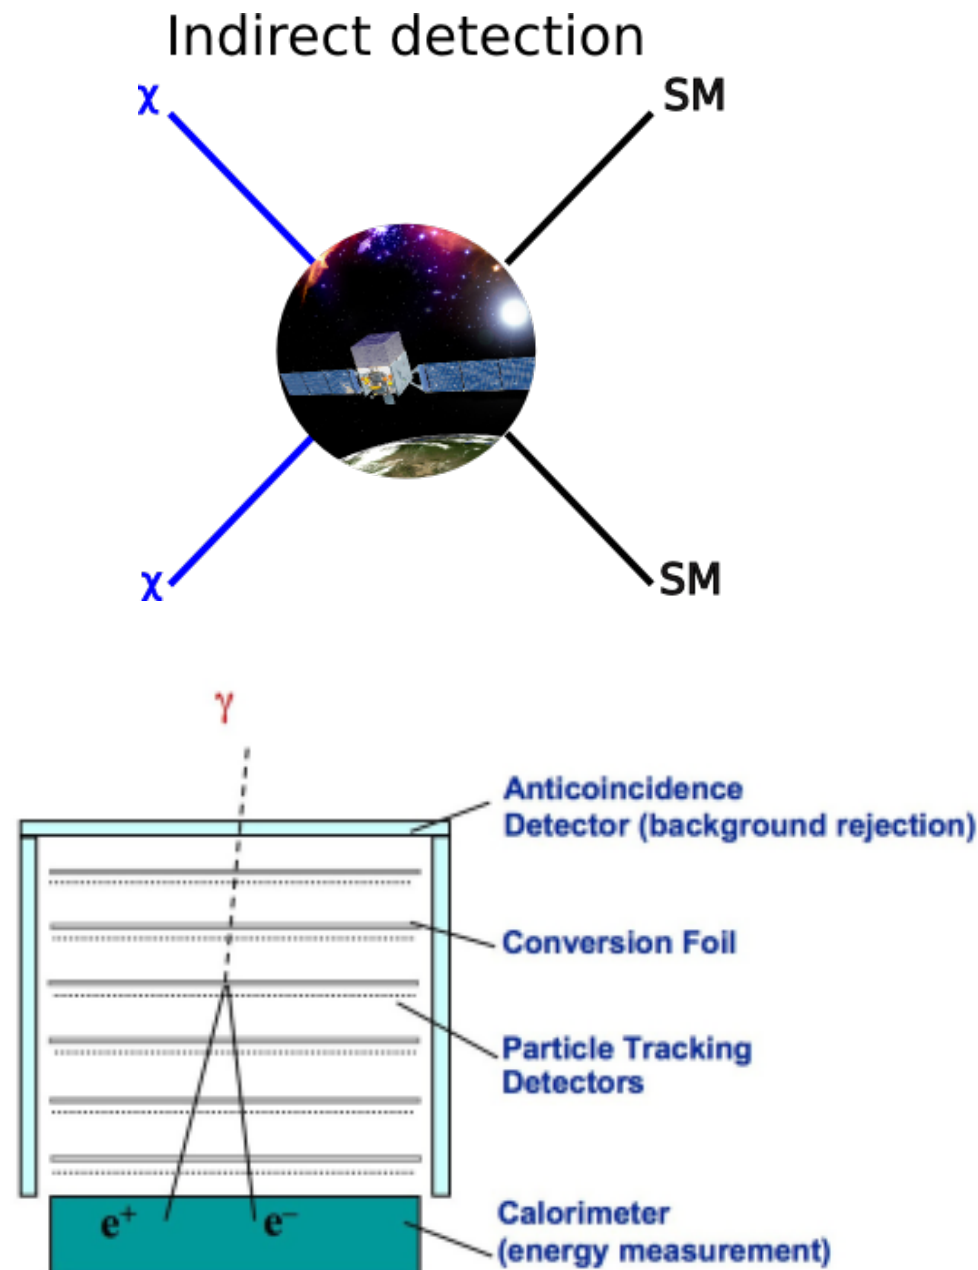 Indirect detection
χ
SM
χ
SM
γ
Anticoincidence
Detector (background rejection)
Conversion Foil
Particle Tracking
Detectors
Calorimeter
(energy measurement)
e⁺
e⁻